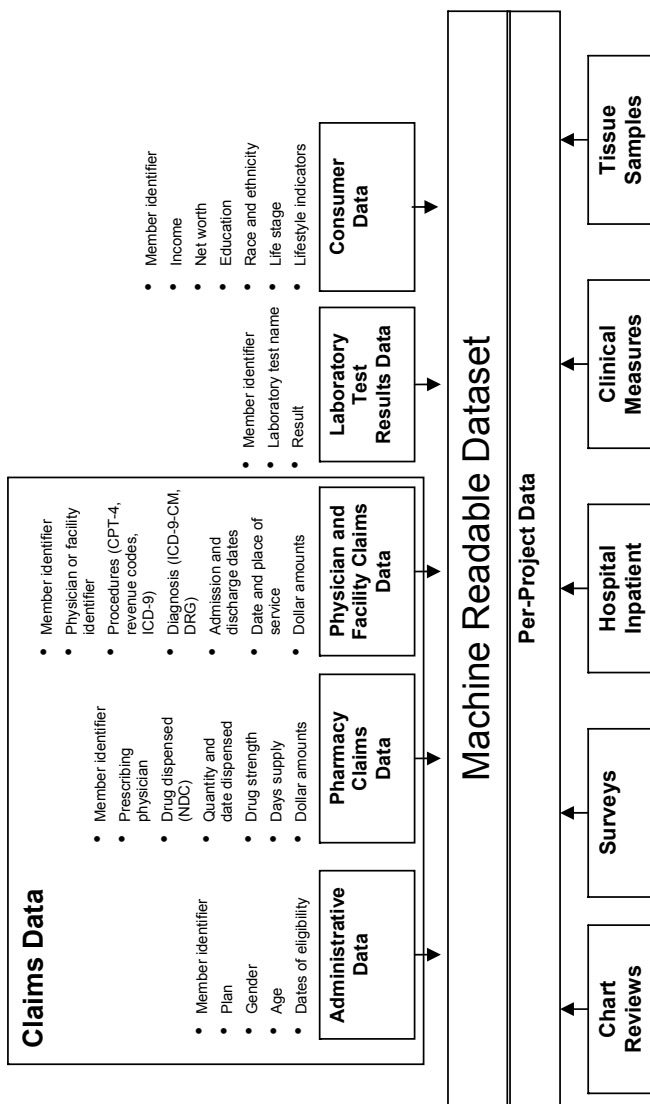 Claims Data
• Member identifier
• Plan
• Gender
• Age
• Dates of eligibility
Administrative
Data
• Member identifier
• Prescribing
physician
• Drug dispensed
(NDC)
• Quantity and
date dispensed
• Drug strength
• Days supply
• Dollar amounts
Pharmacy
Claims
Data
• Member identifier
• Physician or facility
identifier
• Procedures (CPT-4,
revenue codes,
ICD-9)
• Diagnosis (ICD-9-CM,
DRG)
• Admission and
discharge dates
• Date and place of
service
• Dollar amounts
Physician and
Facility Claims
Data
• Member identifier
• Laboratory test name
• Result
Laboratory
Test
Results Data
• Member identifier
• Income
• Net worth
• Education
• Race and ethnicity
• Life stage
• Lifestyle indicators
Consumer
Data
Machine Readable Dataset
Per-Project Data
Chart
Reviews
Surveys
Hospital
Inpatient
Clinical
Measures
Tissue
Samples